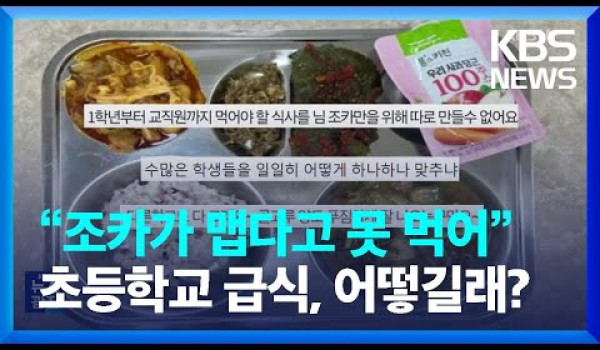 KBS
NEWS
우리 사과당근
100
1학년부터 교직원까지 먹어야 할 식사를 님 조카만을 위해 따로 만들수 없어요
수많은 학생들을 일일히 어떻게 하나하나 맞추냐
“조카가 맵다고 못 먹어”
초등학교 급식, 어떻길래?